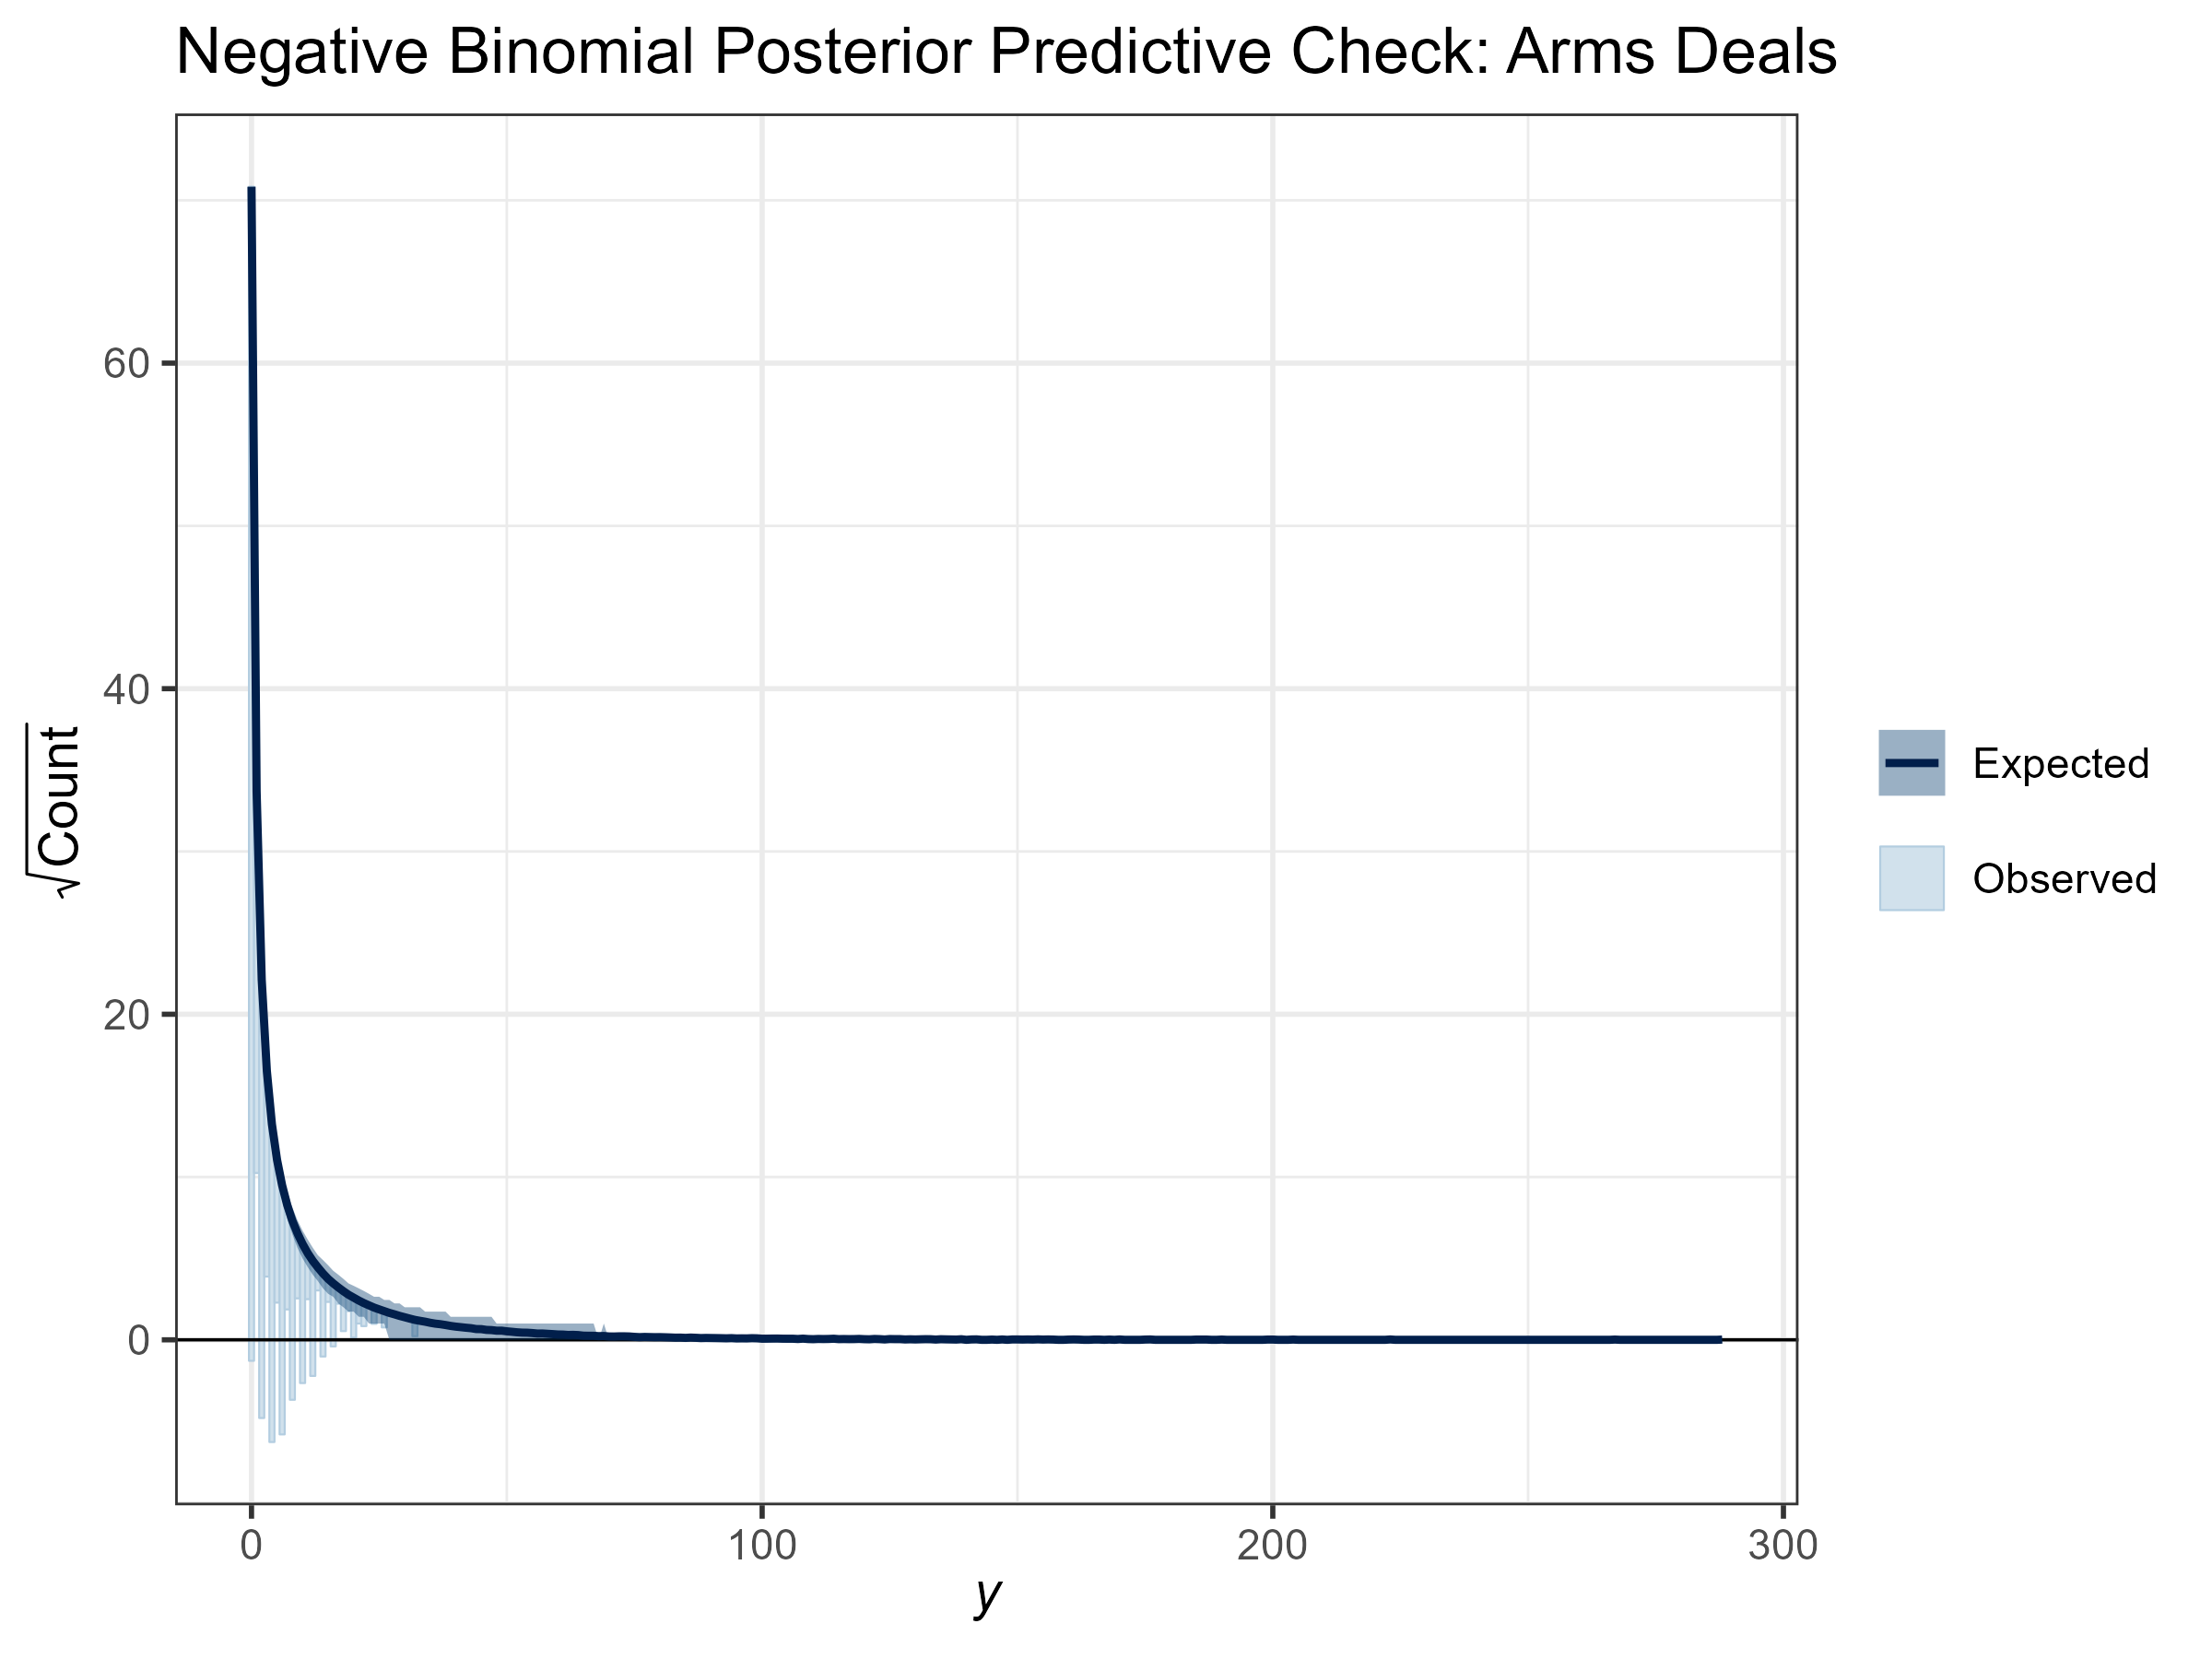 Negative Binomial Posterior Predictive Check: Arms Deals
√Count
60
40
20
0
0 100 200 300
y
Expected
Observed